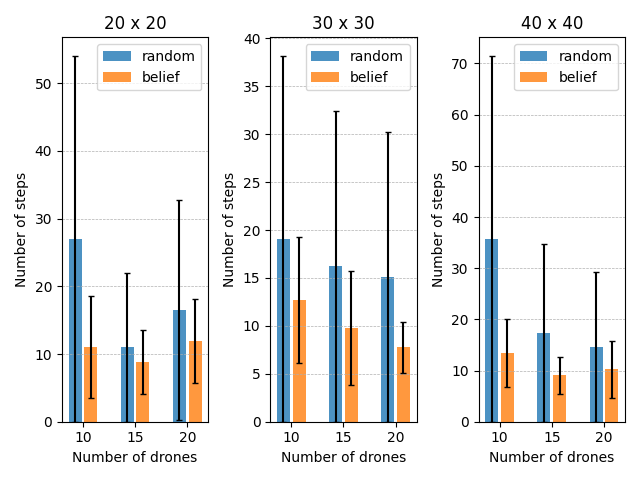 20 x 20
random
belief
Number of steps
50
40
30
20
10
0
10 15 20
Number of drones
30 x 30
random
belief
Number of steps
40
35
30
25
20
15
10
5
0
10 15 20
Number of drones
40 x 40
random
belief
Number of steps
70
60
50
40
30
20
10
0
10 15 20
Number of drones